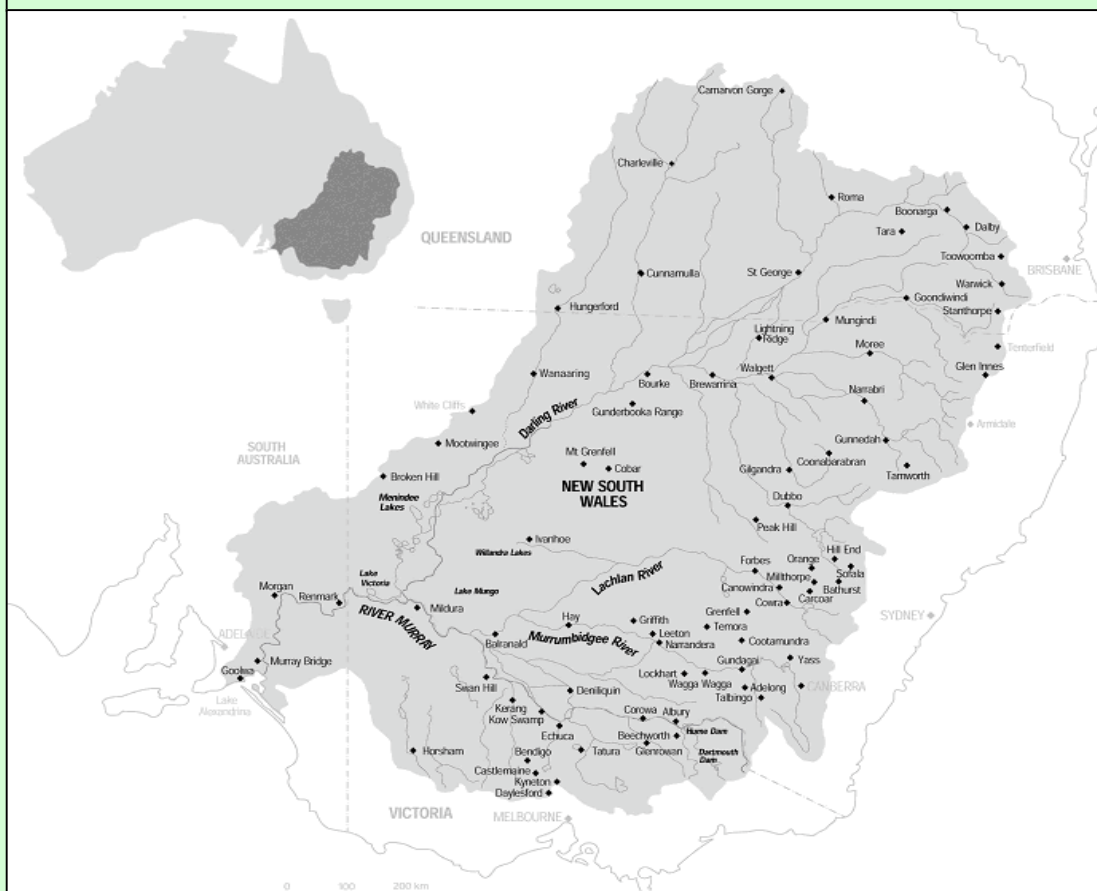 Carnarvon Gorge
Charleville
Roma
Boonarga
Dalby
Tara
QUEENSLAND
Toowoomba
BRISBANE
Cunnamulla
St George
Warwick
Goondiwindi
Hungerford
Stanthorpe
Mungindi
Lightning
Ridge
Tenterfield
Moree
Glen Innes
Wanaaring
Walgett
Bourke
Brewarrina
Narrabri
White Cliffs
Darling River
Gunderbooka Range
Armidale
Mootwingee
Gunnedah
SOUTH
AUSTRALIA
Mt Grenfell
Coonabarabran
Cobar
Gilgandra
Tamworth
Broken Hill
NEW SOUTH
WALES
Menindee
Lakes
Dubbo
Peak Hill
Ivanhoe
Willandra Lakes
Hill End
Orange
Forbes
Sofala
Lachlan River
Millthorpe
Lake
Victoria
Morgan
Renmark
Lake Mungo
Canowindra
Bathurst
Carcoar
Cowra
Mildura
RIVER MURRAY
Grenfell
SYDNEY
Hay
Griffith
Temora
ADELAIDE
Leeton
Balranald
Murrumbidgee River
Narrandera
Cootamundra
Murray Bridge
Gundagai
Yass
Goolwa
Lockhart
Wagga Wagga
Swan Hill
Deniliquin
Adelong
CANBERRA
Talbingo
Lake
Alexandrina
Kerang
Kow Swamp
Corowa
Albury
Echuca
Beechworth
Hume Dam
Horsham
Bendigo
Tatura
Glenrowan
Dartmouth
Dam
Castlemaine
Kyneton
Daylesford
VICTORIA
MELBOURNE
0 100 200 km